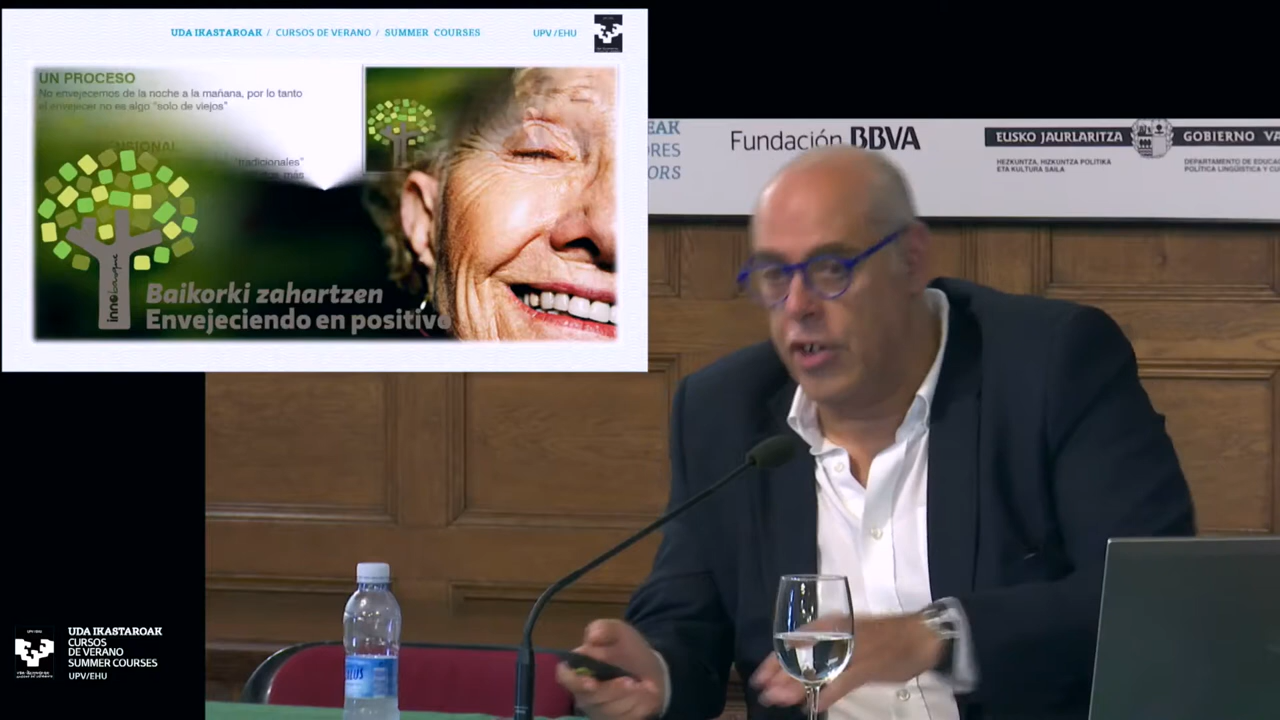 UDA IKASTAROAK / CURSOS DE VERANO / SUMMER COURSES
UPV/EHU
UN PROCESO
No envejecemos de la noche a la mañana, por lo tanto
el envejecer no es algo "solo de viejos"
"tradicionales"
más
innobasque
Baikorki zahartzen
Envejeciendo en positivo
EAK
ORES
ORS
Fundación BBVA
EUSKO JAURLARITZA
GOBIERNO VA
HEZKUNTZA, HIZKUNTZA POLITIKA
ETA KULTURA SAILA
DEPARTAMENTO DE EDUCA
POLÍTICA LINGÜÍSTICA Y CU
UDA IKASTAROAK
CURSOS
DE VERANO
SUMMER COURSES
UPV/EHU